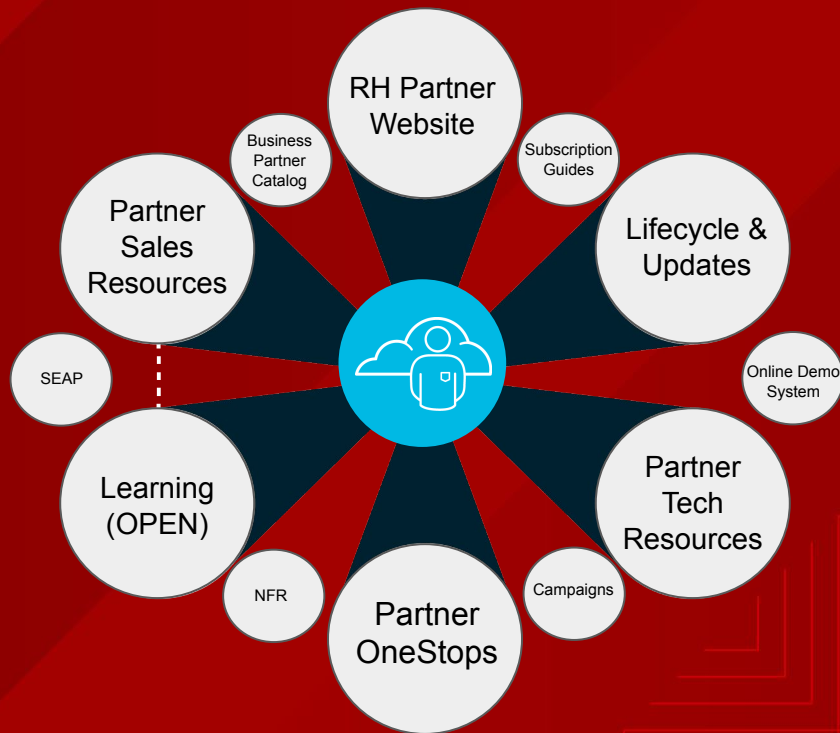 RH Partner
Website
Business
Partner
Catalog
Subscription
Guides
Partner
Sales
Resources
Lifecycle &
Updates
SEAP
Online Demo
System
Learning
(OPEN)
Partner
Tech
Resources
NFR
Campaigns
Partner
OneStops